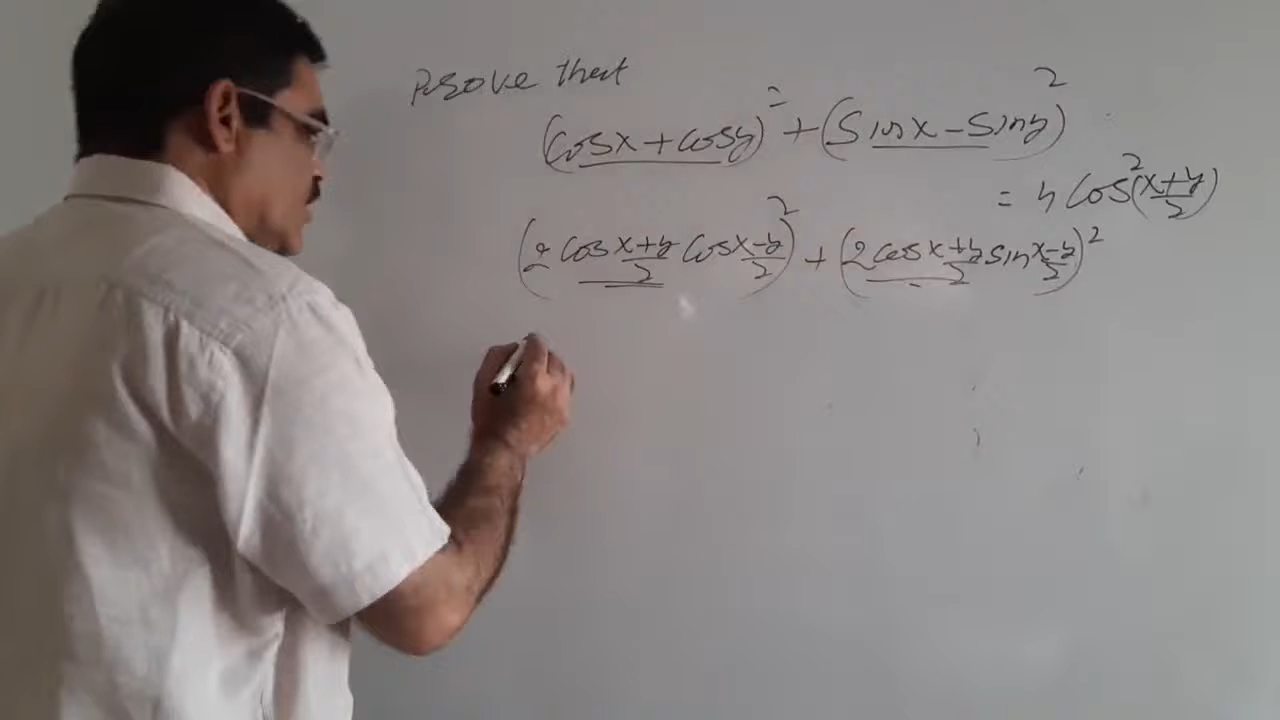 Prove that
(cosx + cosy)² + (sinx - siny)²
= 4 cos²(x+y/2)
(2 cos x+y/2 cos x-y/2)² + (2 cos x+y/2 sin x-y/2)²